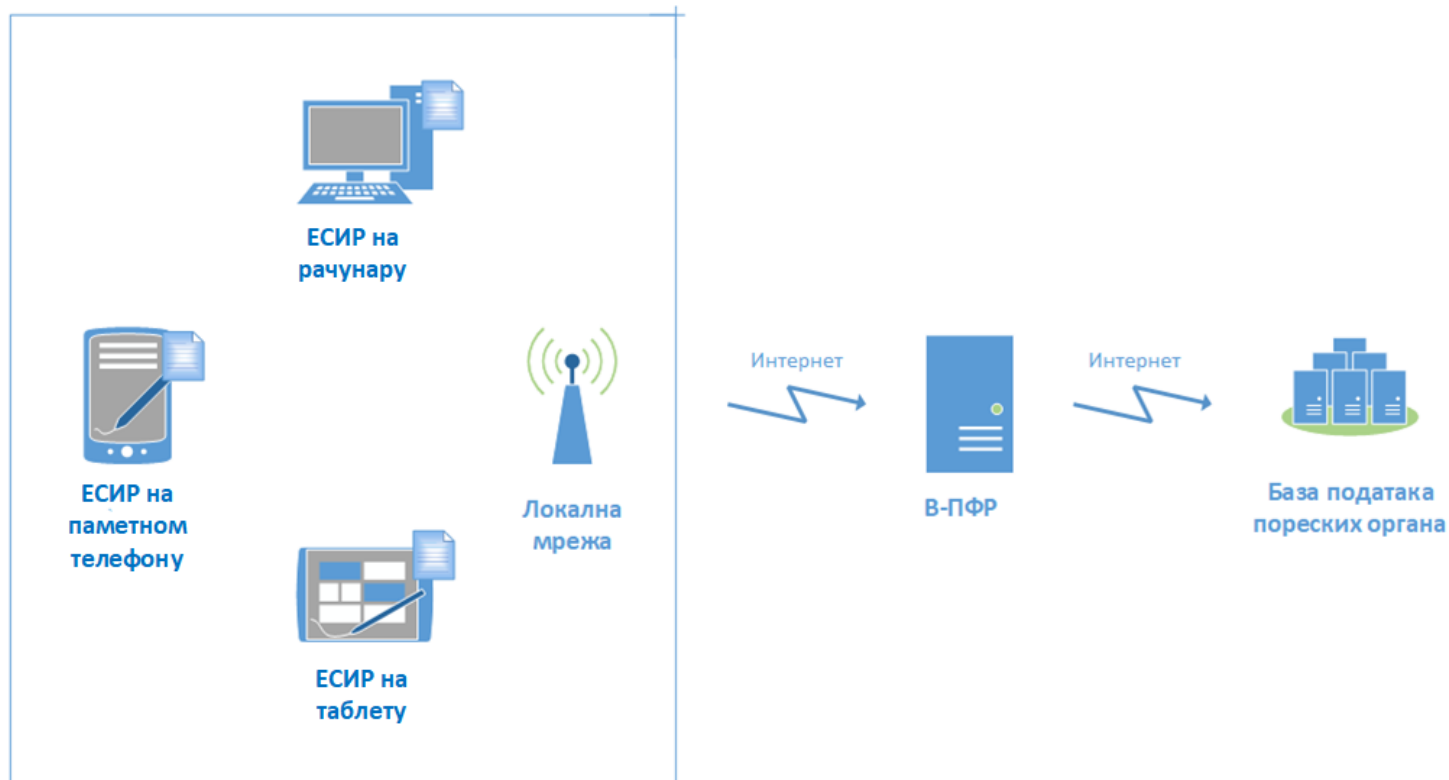 ЕСИР на
рачунару
ЕСИР на
паметном
телефону
ЕСИР на
таблету
Локална
мрежа
Интернет
В-ПФР
Интернет
База података
пореских органа